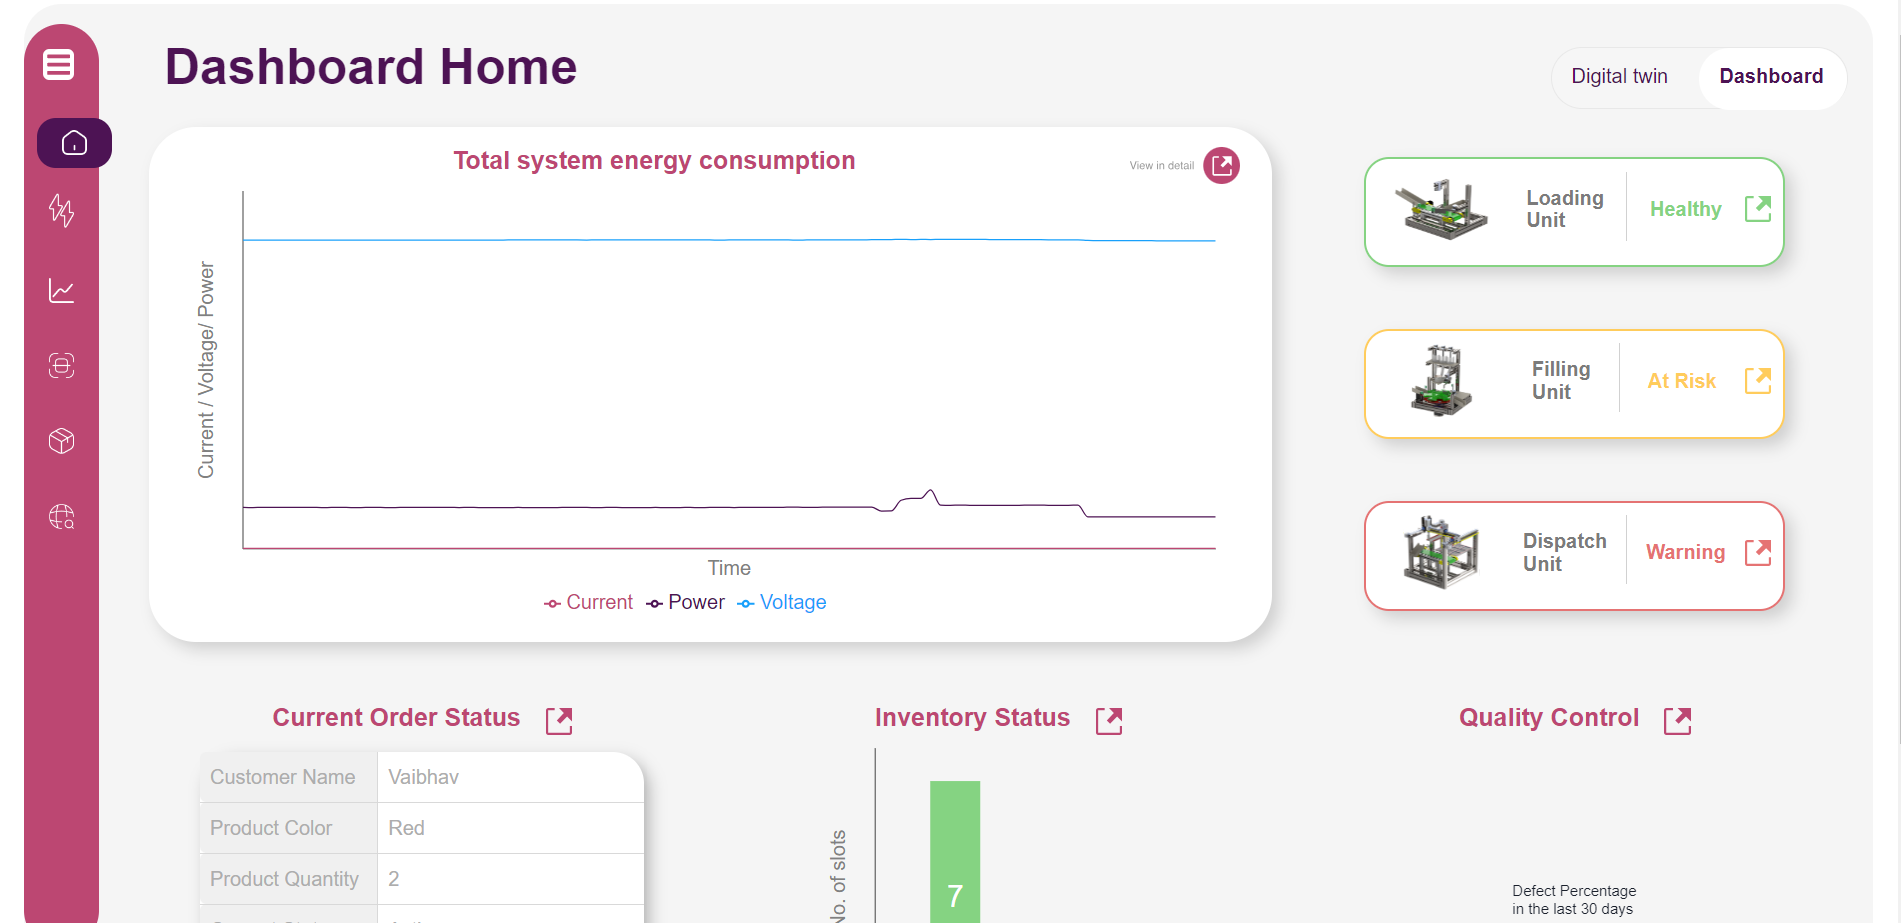 Dashboard Home
Digital twin
Dashboard
Total system energy consumption
View in detail
Current / Voltage/ Power
Time
Current
Power
Voltage
Loading
Unit
Healthy
Filling
Unit
At Risk
Dispatch
Unit
Warning
Current Order Status
Customer Name
Vaibhav
Product Color
Red
Product Quantity
2
Inventory Status
No. of slots
7
Quality Control
Defect Percentage
in the last 30 days